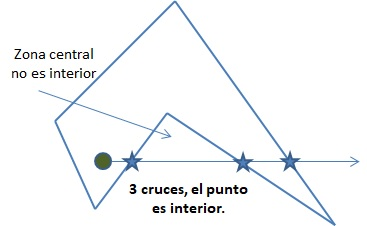 Zona central
no es interior
3 cruces, el punto
es interior.